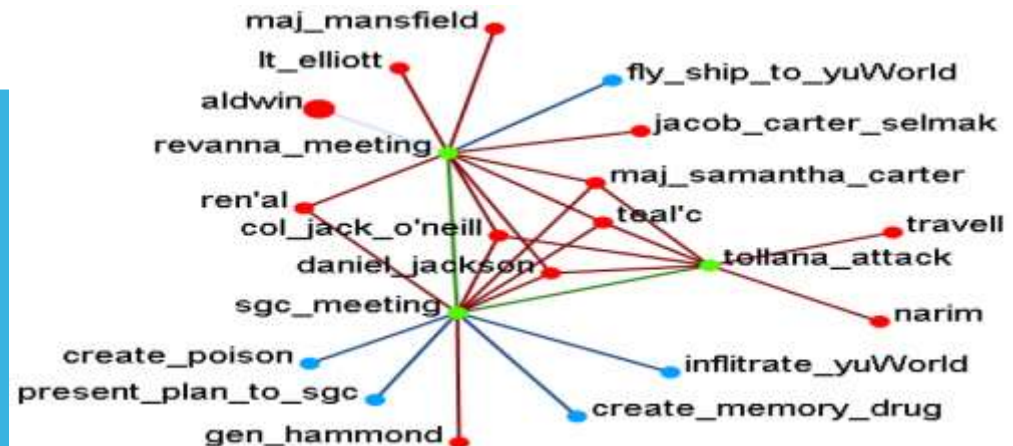 maj_mansfield
lt_elliott
fly_ship_to_yuWorld
aldwin
jacob_carter_selmak
revanna_meeting
maj_samantha_carter
ren'al
teal'c
col_jack_o'neill
travell
daniel_jackson
tollana_attack
sgc_meeting
narim
create_poison
inflitrate_yuWorld
present_plan_to_sgc
create_memory_drug
gen_hammond